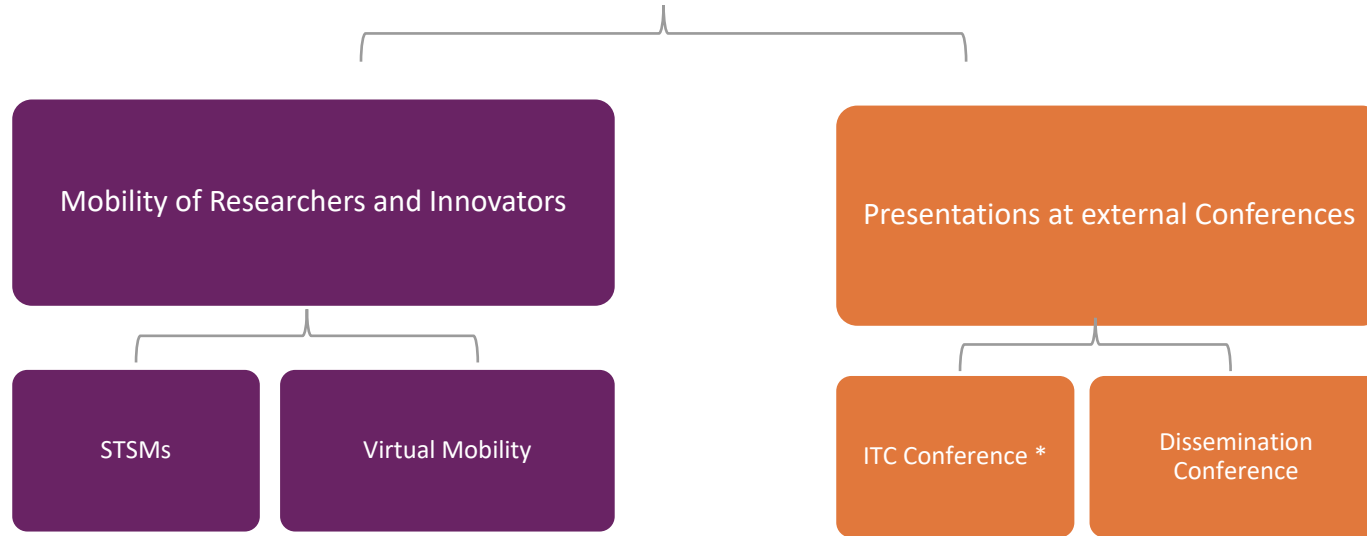 Mobility of Researchers and Innovators
Presentations at external Conferences
STSMs
Virtual Mobility
ITC Conference *
Dissemination
Conference